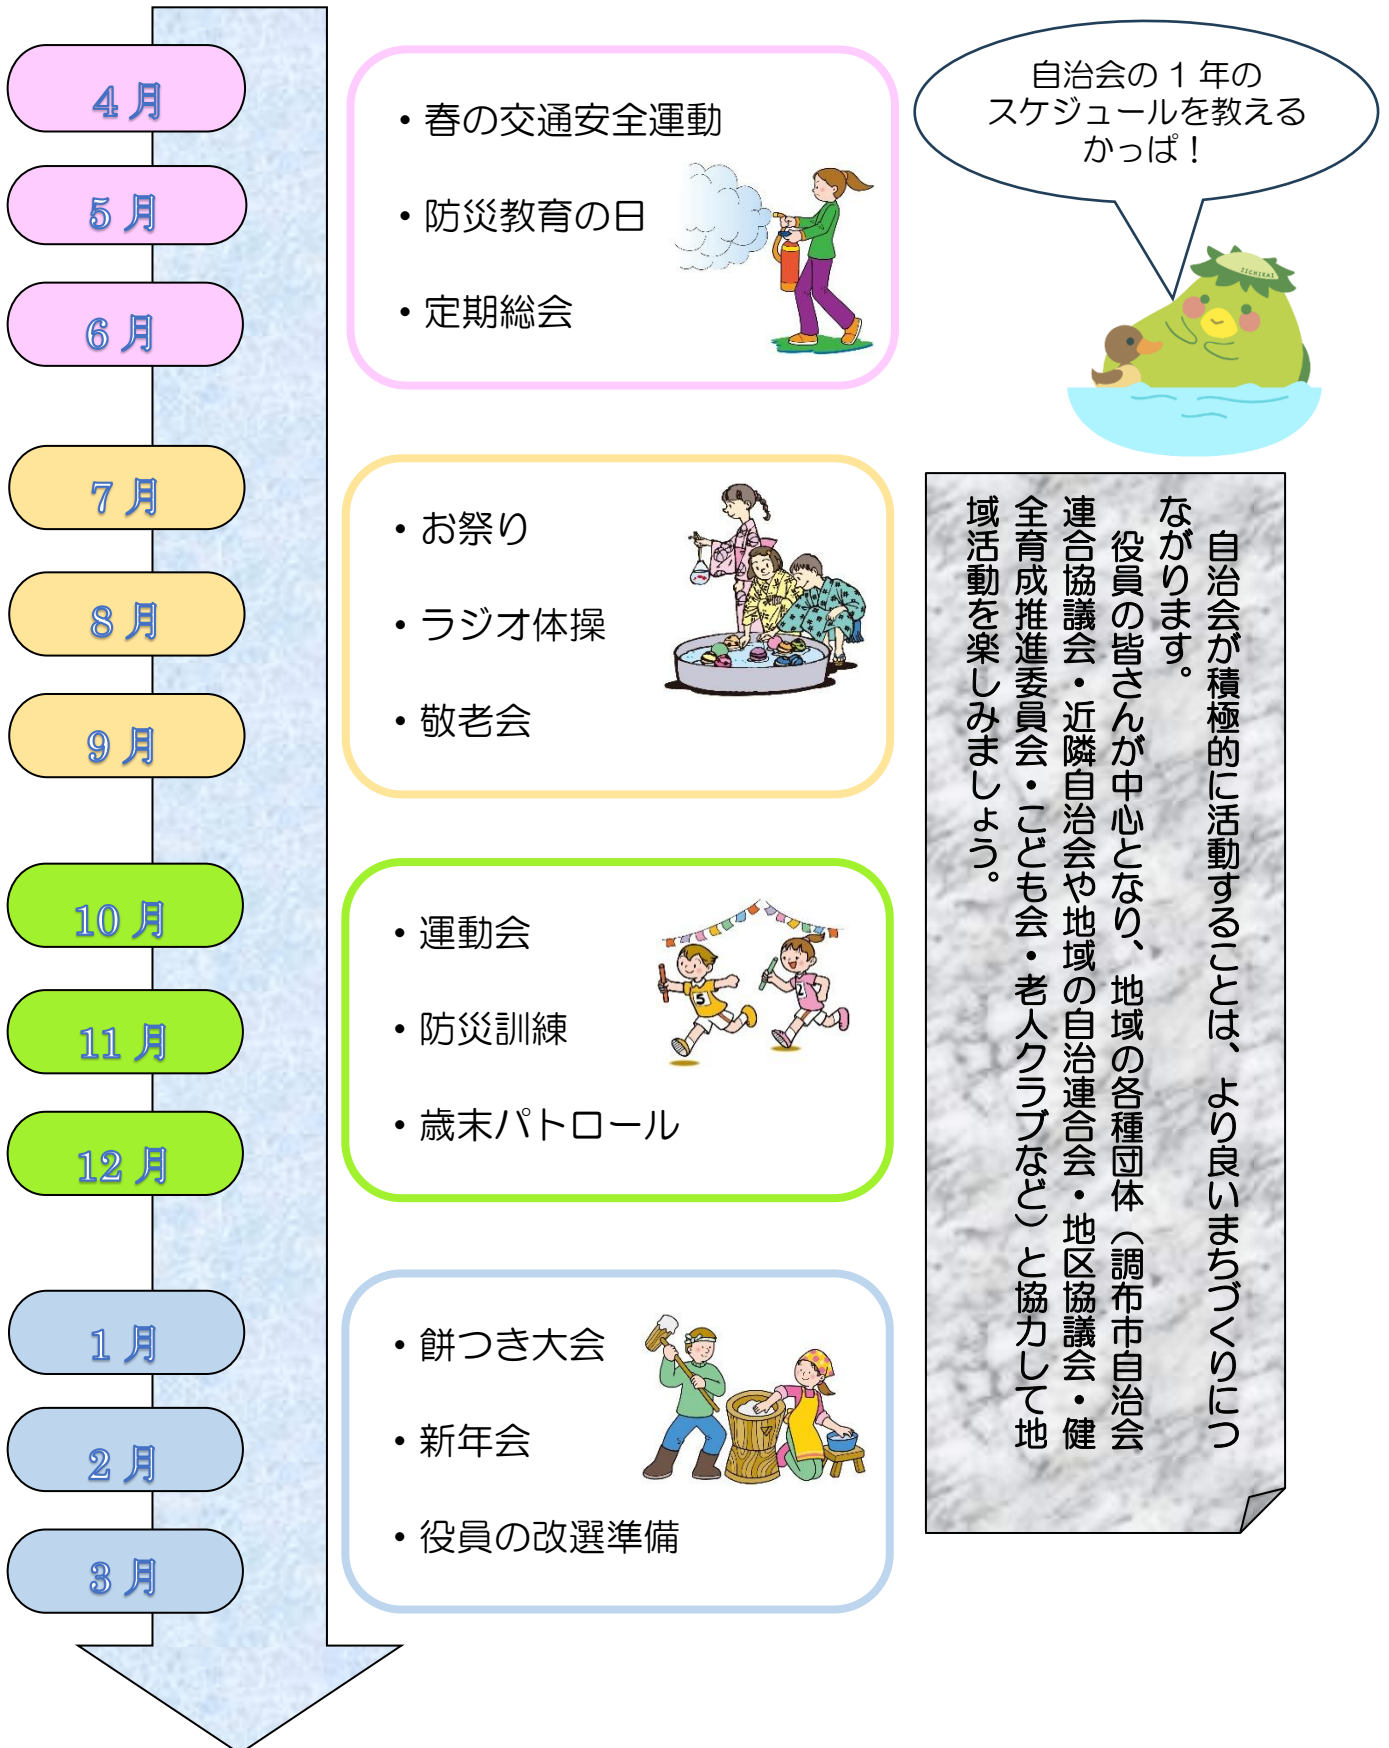 4月
5月
6月
・春の交通安全運動
・防災教育の日
・定期総会
自治会の１年の
スケジュールを教える
かっぱ！
JICHIKAI
7月
8月
9月
・お祭り
・ラジオ体操
・敬老会
自治会が積極的に活動することは、より良いまちづくりにつ
ながります。
役員の皆さんが中心となり、地域の各種団体（調布市自治会
連合協議会・近隣自治会や地域の自治連合会・地区協議会・健
全育成推進委員会・こども会・老人クラブなど）と協力して地
域活動を楽しみましょう。
10月
11月
12月
・運動会
・防災訓練
・歳末パトロール
5
2
1月
2月
3月
・餅つき大会
・新年会
・役員の改選準備